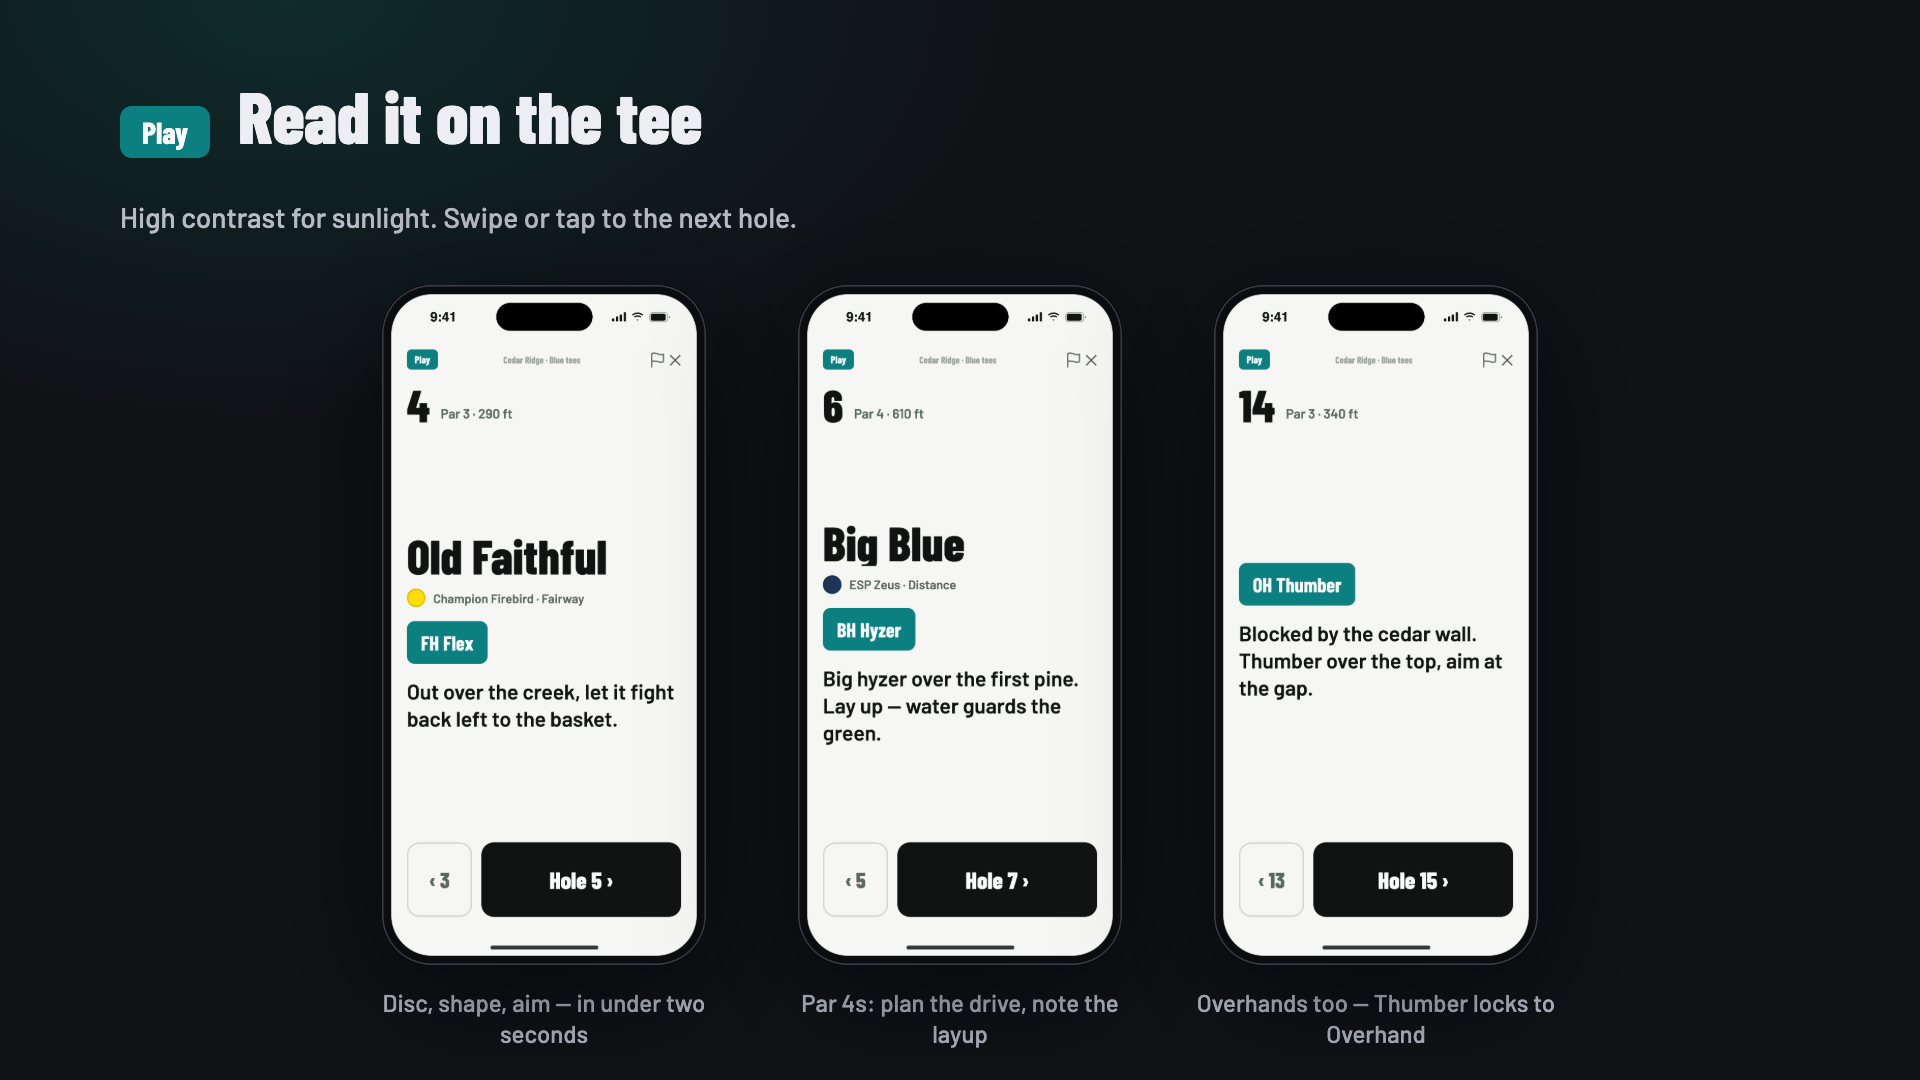 Play
Read it on the tee
High contrast for sunlight. Swipe or tap to the next hole.
9:41
Play
Cedar Ridge · Blue tees
4
Par 3 · 290 ft
Old Faithful
Champion Firebird · Fairway
FH Flex
Out over the creek, let it fight
back left to the basket.
‹ 3
Hole 5 ›
Disc, shape, aim — in under two
seconds
9:41
Play
Cedar Ridge · Blue tees
6
Par 4 · 610 ft
Big Blue
ESP Zeus · Distance
BH Hyzer
Big hyzer over the first pine.
Lay up — water guards the
green.
‹ 5
Hole 7 ›
Par 4s: plan the drive, note the
layup
9:41
Play
Cedar Ridge · Blue tees
14
Par 3 · 340 ft
OH Thumber
Blocked by the cedar wall.
Thumber over the top, aim at
the gap.
‹ 13
Hole 15 ›
Overhands too — Thumber locks to
Overhand